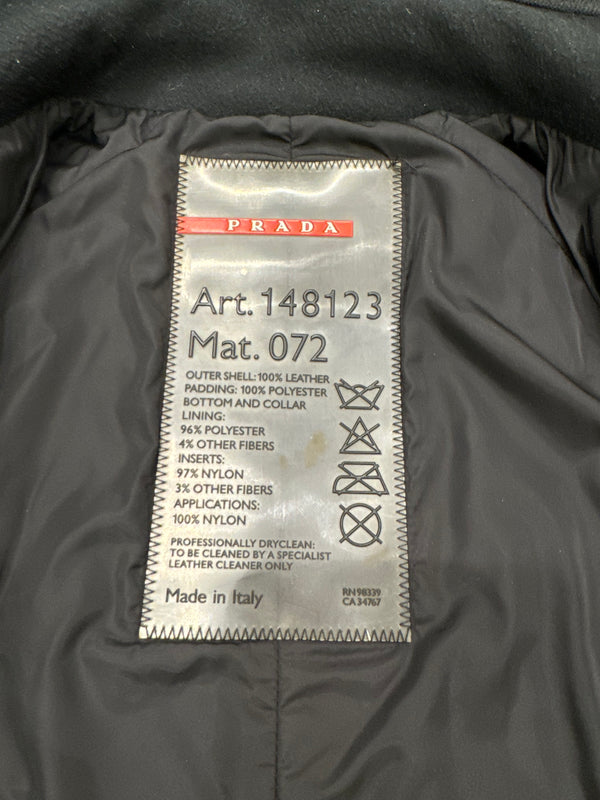 PRADA
Art. 148123
Mat. 072
OUTER SHELL: 100% LEATHER
PADDING: 100% POLYESTER
BOTTOM AND COLLAR
LINING:
96% POLYESTER
4% OTHER FIBERS
INSERTS:
97% NYLON
3% OTHER FIBERS
APPLICATIONS:
100% NYLON
PROFESSIONALLY DRYCLEAN:
TO BE CLEANED BY A SPECIALIST
LEATHER CLEANER ONLY
Made in Italy
RN 98339
CA 34767